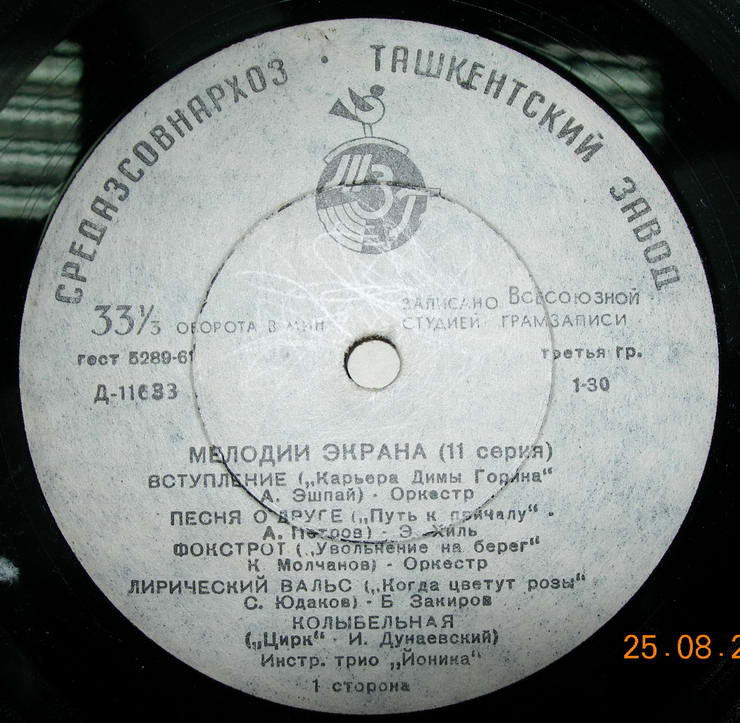 СРЕДАЗСОВНАРХОЗ • ТАШКЕНТСКИЙ ЗАВОД
ТЗГ
33⅓ ОБОРОТА В МИН
ЗАПИСАНО ВСЕСОЮЗНОЙ
СТУДИЕЙ ГРАМЗАПИСИ
гост 5289-61
третья гр.
Д-11633
1-30
МЕЛОДИИ ЭКРАНА (11 серия)
ВСТУПЛЕНИЕ („Карьера Димы Горина"
А. Эшпай) - Оркестр
ПЕСНЯ О ДРУГЕ („Путь к причалу" -
А. Петров) - Э. Хиль
ФОКСТРОТ („Увольнение на берег"
К. Молчанов) - Оркестр
ЛИРИЧЕСКИЙ ВАЛЬС („Когда цветут розы"
С. Юдаков) - Б Закиров
КОЛЫБЕЛЬНАЯ
(„Цирк" - И. Дунаевский)
Инстр. трио „Йоника"
1 сторона
25.08.2